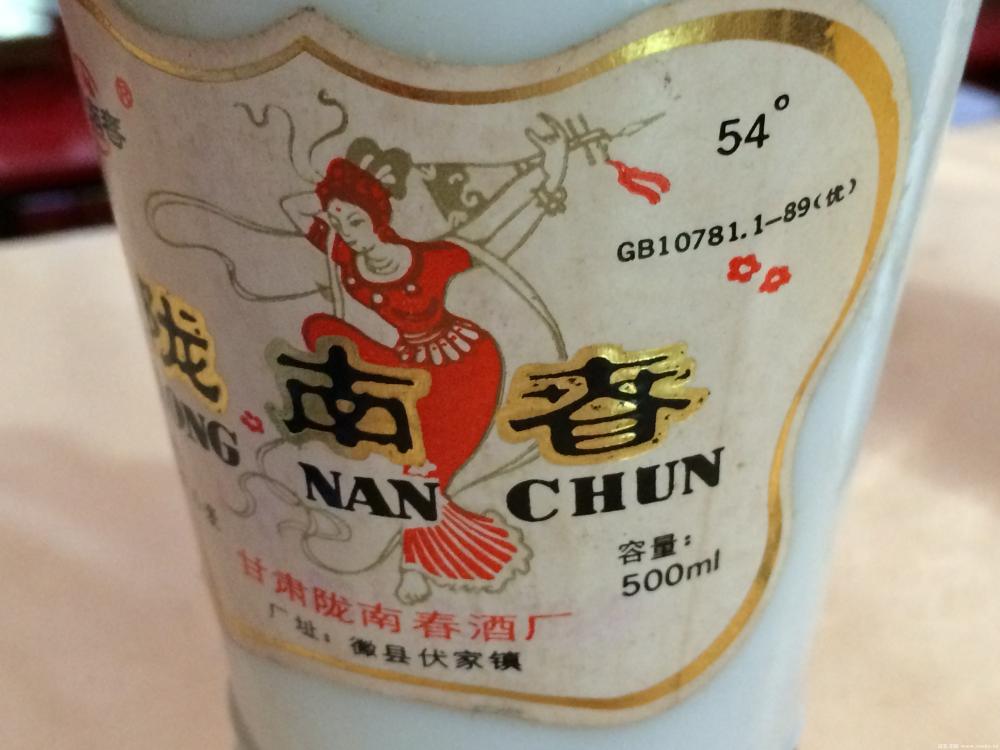 54°
GB10781.1-89(优)
陇南春
ONG NAN CHUN
容量:
500ml
甘肃陇南春酒厂
厂址: 徽县伏家镇